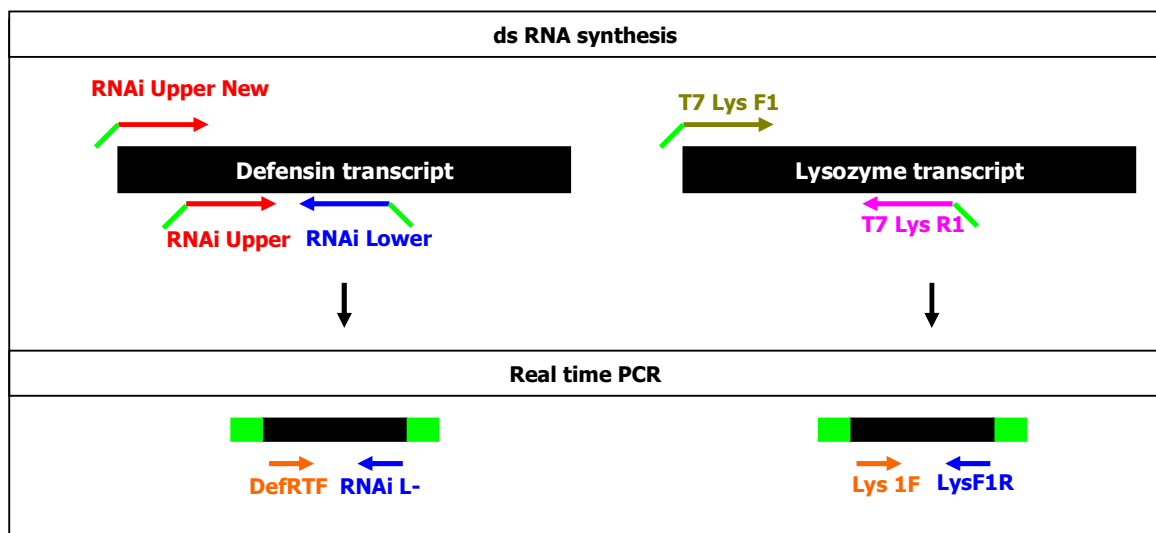 ds RNA synthesis
RNAi Upper New
T7 Lys F1
Defensin transcript
Lysozyme transcript
RNAi Upper
RNAi Lower
T7 Lys R1
Real time PCR
DefRTF
RNAi L-
Lys 1F
LysF1R